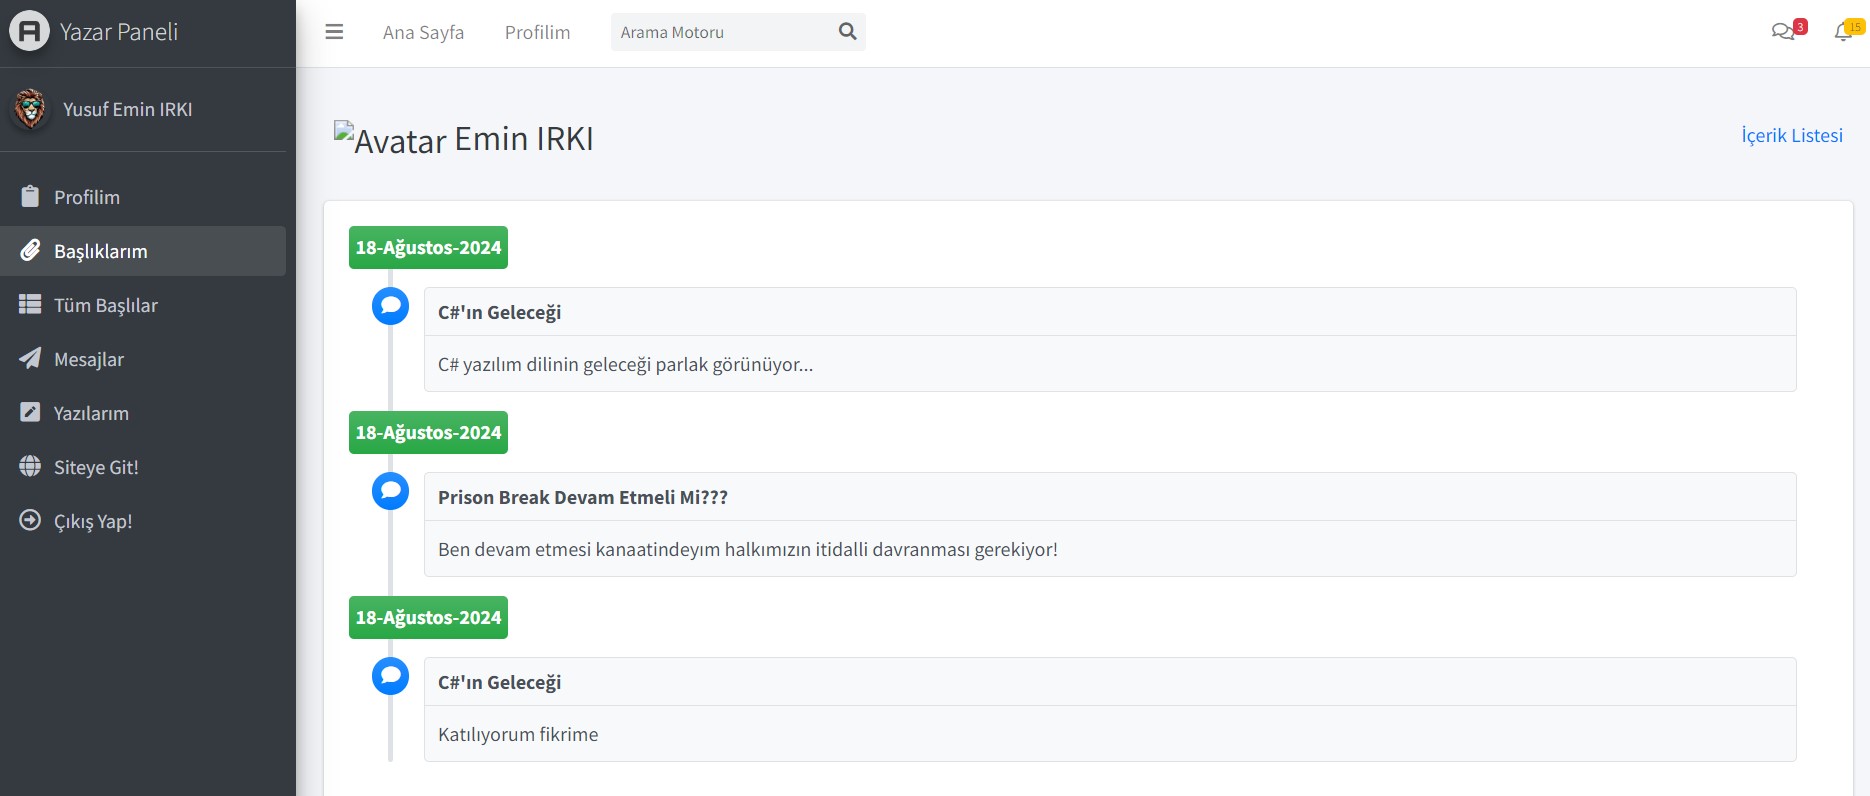 Yazar Paneli
Ana Sayfa
Profilim
Arama Motoru
3
15
Yusuf Emin IRKI
Profilim
Başlıklarım
Tüm Başlılar
Mesajlar
Yazılarım
Siteye Git!
Çıkış Yap!
Avatar Emin IRKI
İçerik Listesi
18-Ağustos-2024
C#'ın Geleceği
C# yazılım dilinin geleceği parlak görünüyor...
18-Ağustos-2024
Prison Break Devam Etmeli Mi???
Ben devam etmesi kanaatindeyım halkımızın itidalli davranması gerekiyor!
18-Ağustos-2024
C#'ın Geleceği
Katılıyorum fikrime